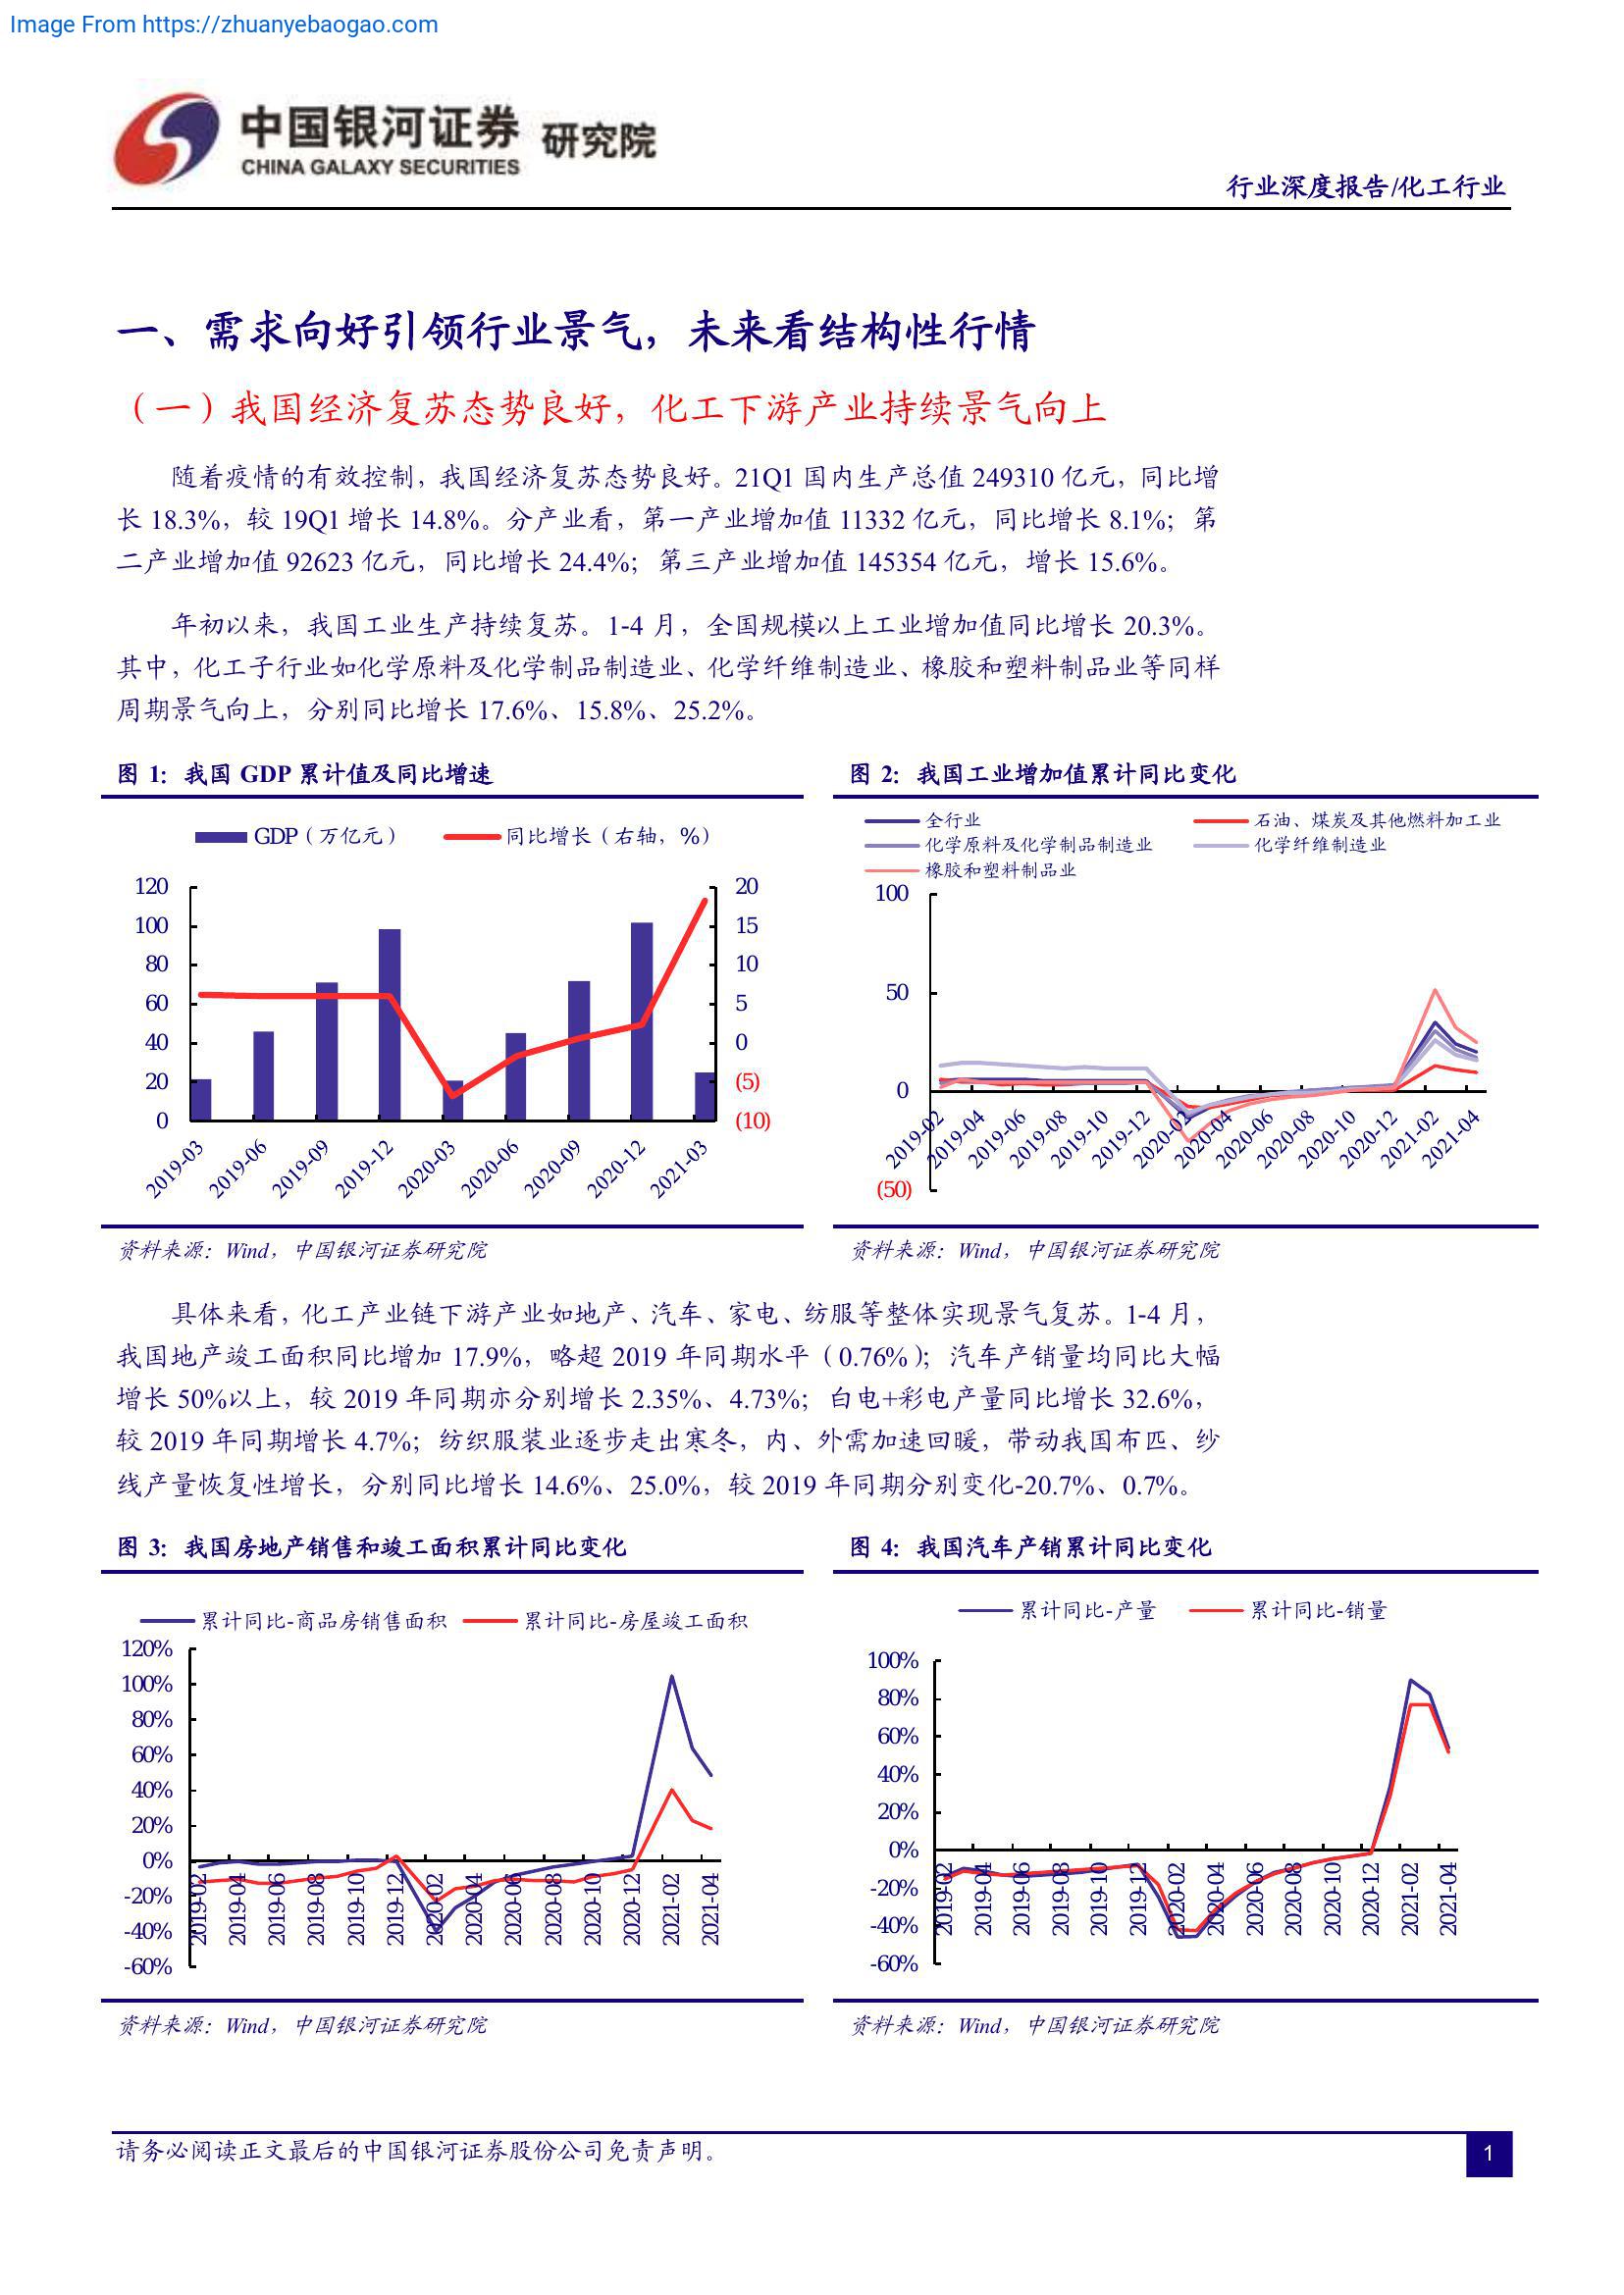 Image From https://zhuanyebaogao.com
中国银河证券 研究院
CHINA GALAXY SECURITIES
行业深度报告/化工行业
一、需求向好引领行业景气，未来看结构性行情
（一）我国经济复苏态势良好，化工下游产业持续景气向上
随着疫情的有效控制，我国经济复苏态势良好。21Q1 国内生产总值 249310 亿元，同比增
长 18.3%，较 19Q1 增长 14.8%。分产业看，第一产业增加值 11332 亿元，同比增长 8.1%；第
二产业增加值 92623 亿元，同比增长 24.4%；第三产业增加值 145354 亿元，增长 15.6%。
年初以来，我国工业生产持续复苏。1-4 月，全国规模以上工业增加值同比增长 20.3%。
其中，化工子行业如化学原料及化学制品制造业、化学纤维制造业、橡胶和塑料制品业等同样
周期景气向上，分别同比增长 17.6%、15.8%、25.2%。
图 1：我国 GDP 累计值及同比增速
GDP（万亿元） 同比增长（右轴，%）
120 20
100 15
80 10
60 5
40 0
20 (5)
0 (10)
2019-03 2019-06 2019-09 2019-12 2020-03 2020-06 2020-09 2020-12 2021-03
资料来源：Wind，中国银河证券研究院
图 2：我国工业增加值累计同比变化
全行业 石油、煤炭及其他燃料加工业
化学原料及化学制品制造业 化学纤维制造业
橡胶和塑料制品业
100
50
0
(50)
2019-02 2019-04 2019-06 2019-08 2019-10 2019-12 2020-02 2020-04 2020-06 2020-08 2020-10 2020-12 2021-02 2021-04
资料来源：Wind，中国银河证券研究院
具体来看，化工产业链下游产业如地产、汽车、家电、纺服等整体实现景气复苏。1-4 月，
我国地产竣工面积同比增加 17.9%，略超 2019 年同期水平（0.76%）；汽车产销量均同比大幅
增长 50%以上，较 2019 年同期亦分别增长 2.35%、4.73%；白电+彩电产量同比增长 32.6%，
较 2019 年同期增长 4.7%；纺织服装业逐步走出寒冬，内、外需加速回暖，带动我国布匹、纱
线产量恢复性增长，分别同比增长 14.6%、25.0%，较 2019 年同期分别变化-20.7%、0.7%。
图 3：我国房地产销售和竣工面积累计同比变化
累计同比-商品房销售面积 累计同比-房屋竣工面积
120%
100%
80%
60%
40%
20%
0%
-20%
-40%
-60%
2019-02 2019-04 2019-06 2019-08 2019-10 2019-12 2020-02 2020-04 2020-06 2020-08 2020-10 2020-12 2021-02 2021-04
资料来源：Wind，中国银河证券研究院
图 4：我国汽车产销累计同比变化
累计同比-产量 累计同比-销量
100%
80%
60%
40%
20%
0%
-20%
-40%
-60%
2019-02 2019-04 2019-06 2019-08 2019-10 2019-12 2020-02 2020-04 2020-06 2020-08 2020-10 2020-12 2021-02 2021-04
资料来源：Wind，中国银河证券研究院
请务必阅读正文最后的中国银河证券股份公司免责声明。
1